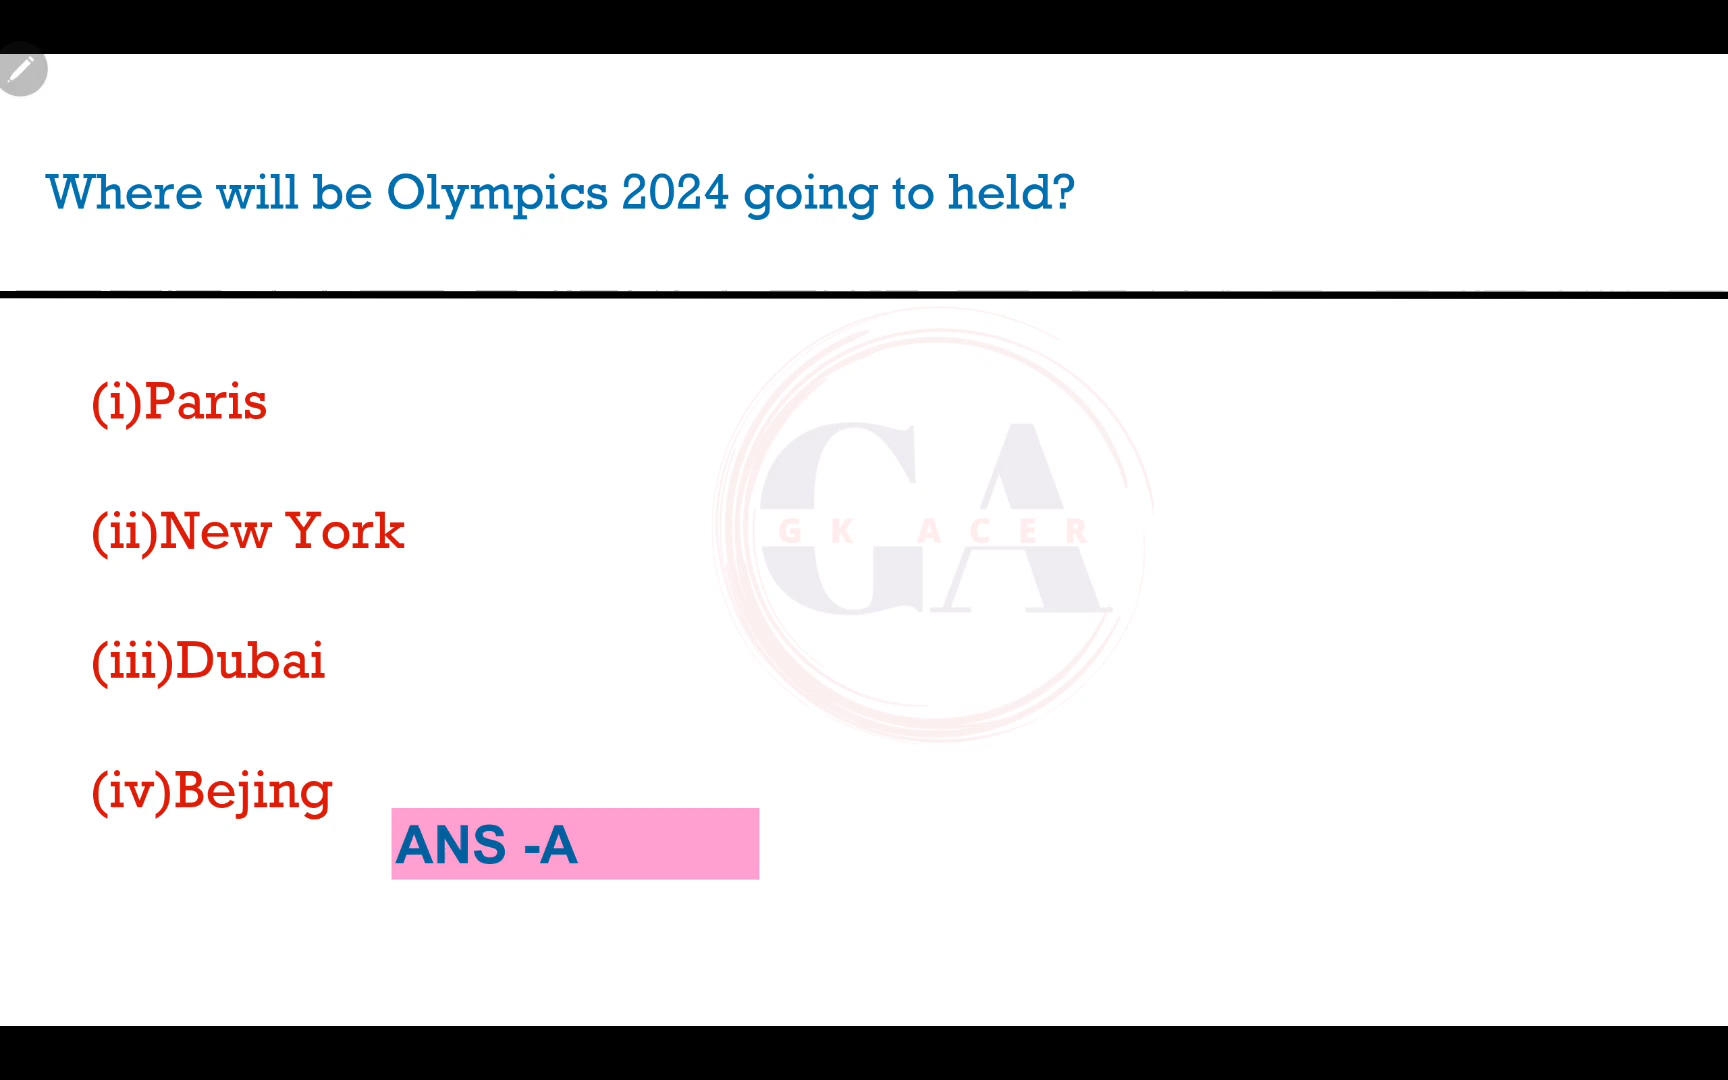 Where will be Olympics 2024 going to held?
(i)Paris
(ii)New York
GA
GK ACER
(iii)Dubai
(iv)Bejing
ANS -A